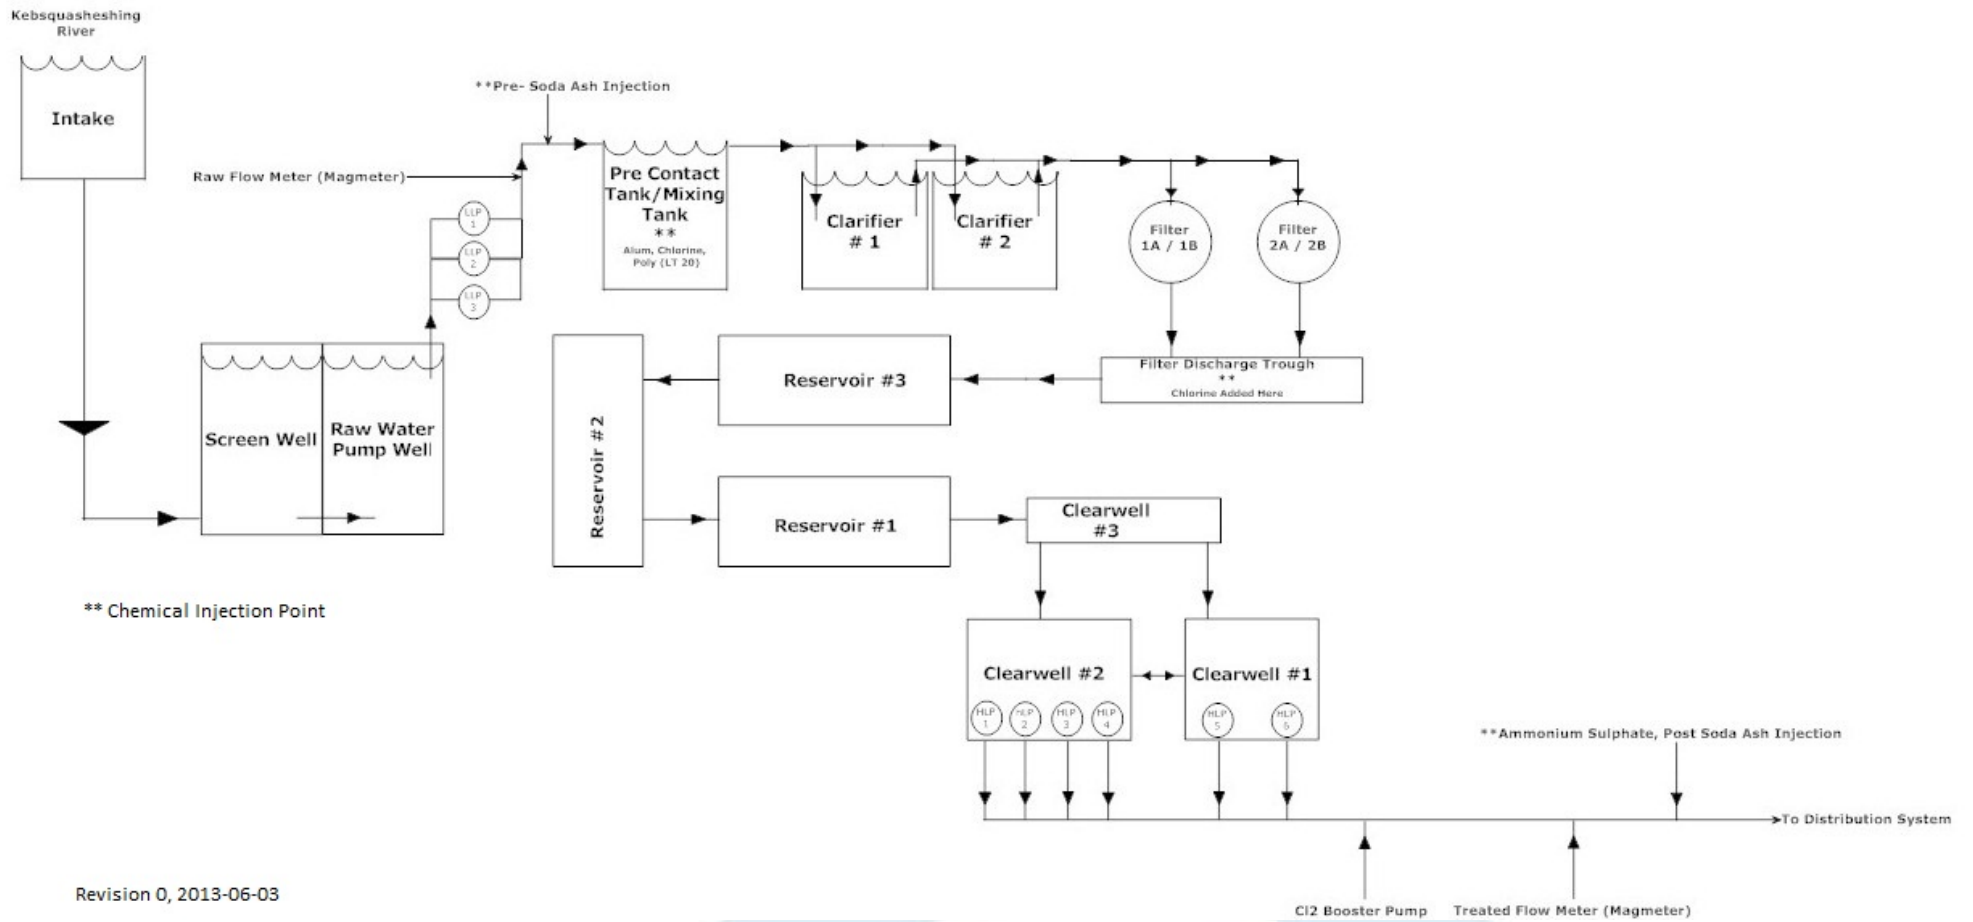 Kebsquasheshing
River
Intake
**Pre- Soda Ash Injection
Raw Flow Meter (Magmeter)
LLP
1
LLP
2
LLP
3
Pre Contact
Tank/Mixing
Tank
**
Alum, Chlorine,
Poly (LT 20)
Clarifier
# 1
Clarifier
# 2
Filter
1A / 1B
Filter
2A / 2B
Filter Discharge Trough
**
Chlorine Added Here
Reservoir #3
Reservoir #2
Screen Well
Raw Water
Pump Well
Reservoir #1
Clearwell
#3
** Chemical Injection Point
Clearwell #2
Clearwell #1
HLP
1
HLP
2
HLP
3
HLP
4
HLP
5
HLP
6
**Ammonium Sulphate, Post Soda Ash Injection
To Distribution System
Revision 0, 2013-06-03
Cl2 Booster Pump
Treated Flow Meter (Magmeter)